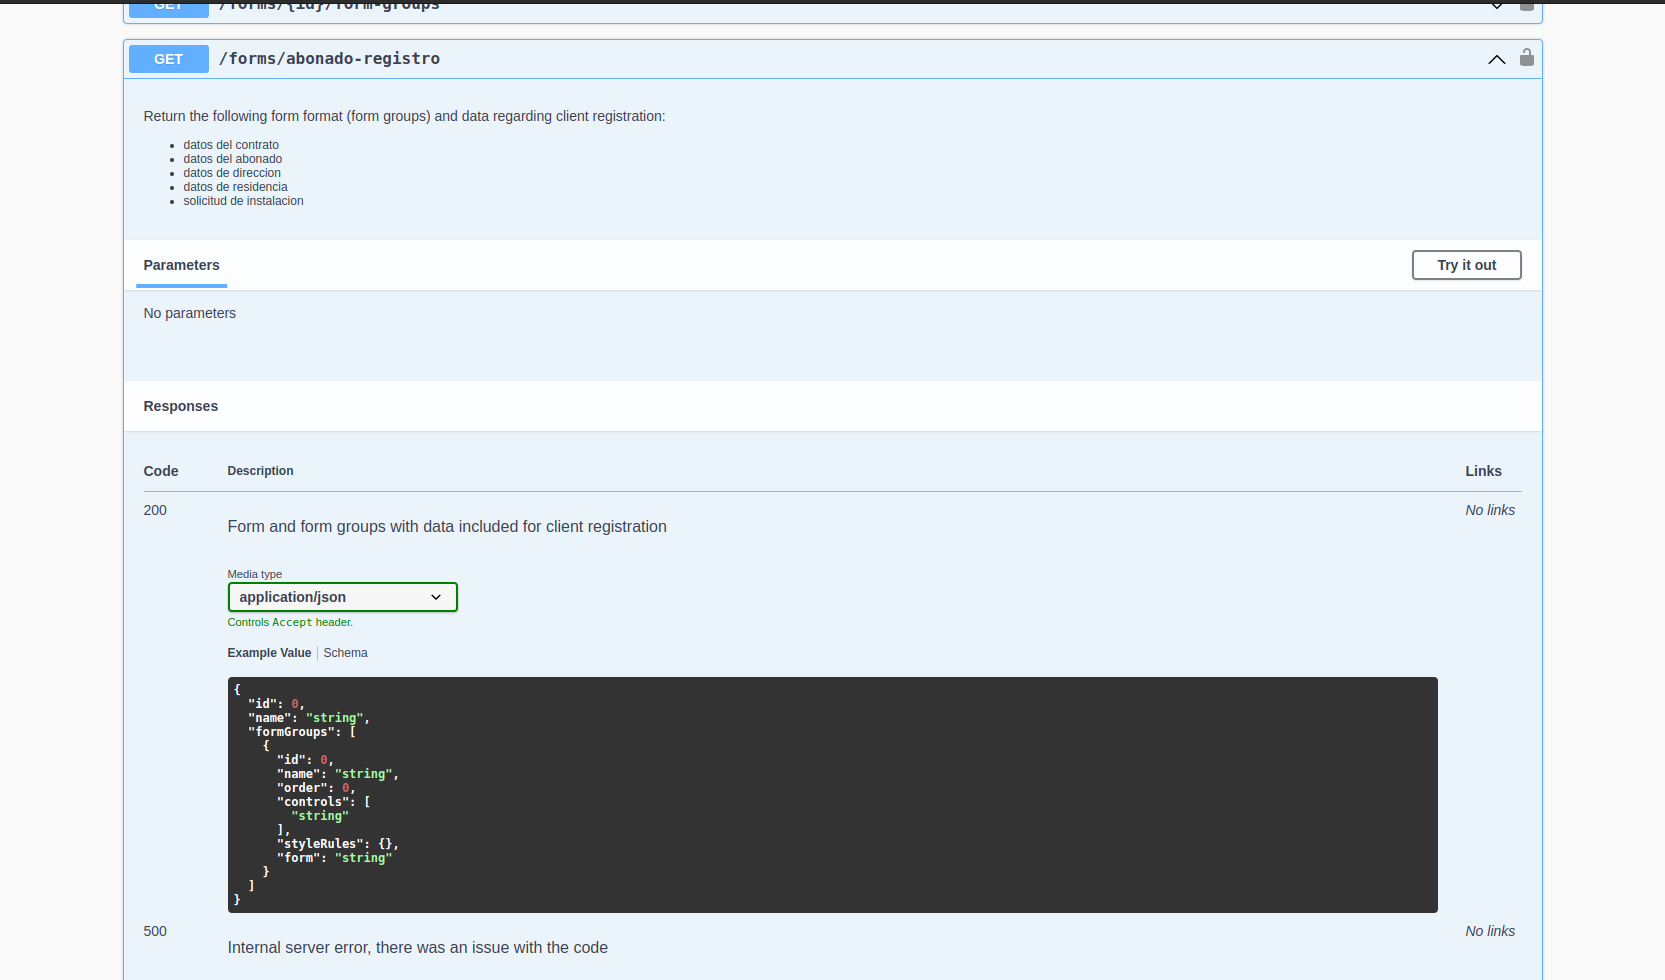 GET /forms/{id}/form-groups
GET /forms/abonado-registro
Return the following form format (form groups) and data regarding client registration:
datos del contrato
datos del abonado
datos de direccion
datos de residencia
solicitud de instalacion
Parameters
Try it out
No parameters
Responses
Code Description Links
200 No links
Form and form groups with data included for client registration
Media type
application/json
Controls Accept header.
Example Value Schema
{
"id": 0,
"name": "string",
"formGroups": [
{
"id": 0,
"name": "string",
"order": 0,
"controls": [
"string"
],
"styleRules": {},
"form": "string"
}
]
}
500 No links
Internal server error, there was an issue with the code